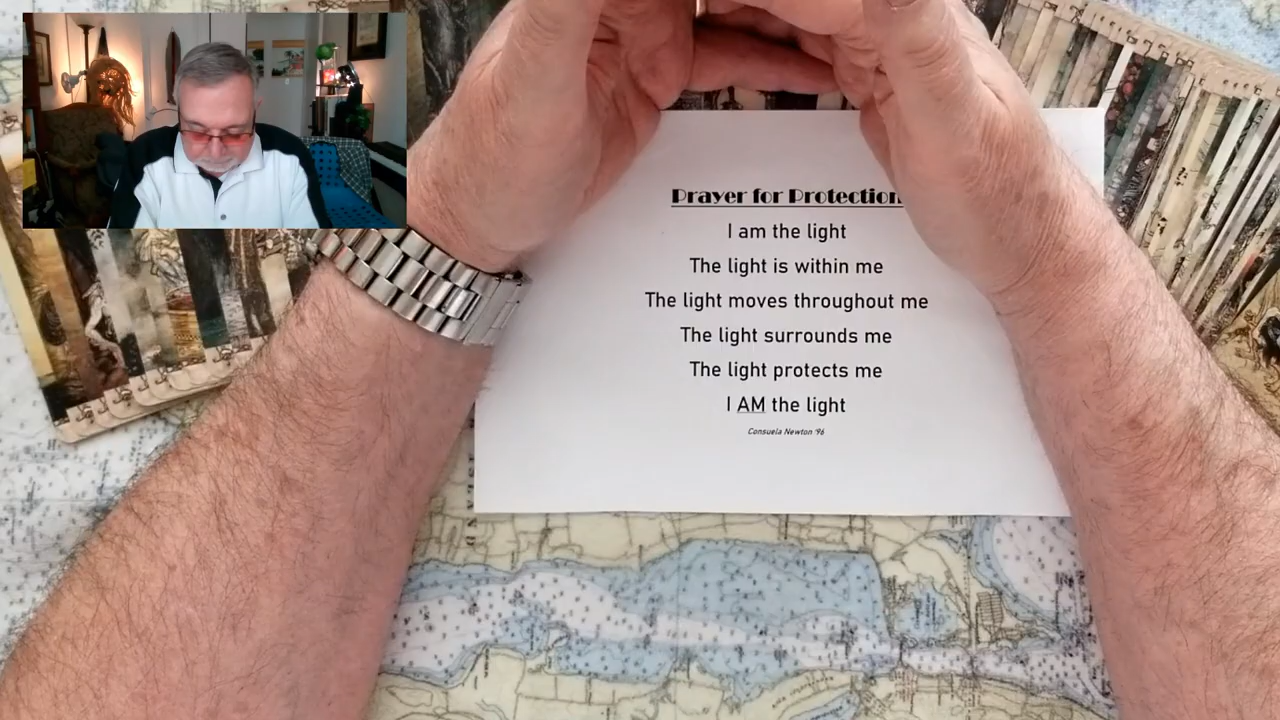 Prayer for Protection
I am the light
The light is within me
The light moves throughout me
The light surrounds me
The light protects me
I AM the light
Consuela Newton '96